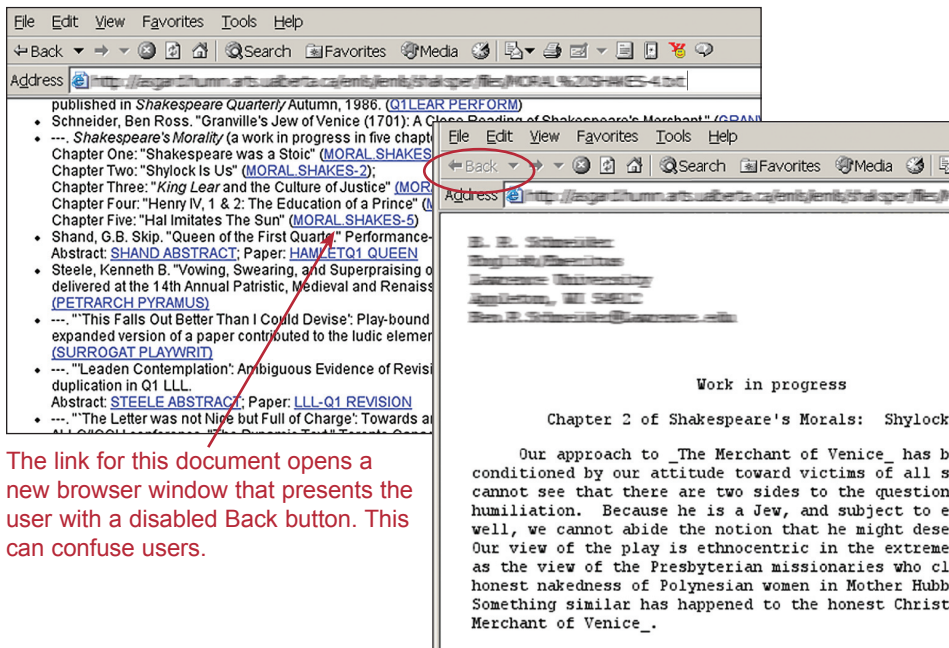 File Edit View Favorites Tools Help
Back Search Favorites Media
Address http://asgard.humn.arts.ualberta.ca/emls/iemls/shaksper/files/MORAL%20SHAKES-4.txt
published in Shakespeare Quarterly Autumn, 1986. (Q1LEAR PERFORM)
Schneider, Ben Ross. "Granville's Jew of Venice (1701): A Close Reading of Shakespeare's Merchant." (GRAN
---. Shakespeare's Morality (a work in progress in five chapt
Chapter One: "Shakespeare was a Stoic" (MORAL.SHAKES
Chapter Two: "Shylock Is Us" (MORAL.SHAKES-2);
Chapter Three: "King Lear and the Culture of Justice" (MOR
Chapter Four: "Henry IV, 1 & 2: The Education of a Prince" (M
Chapter Five: "Hal Imitates The Sun" (MORAL.SHAKES-5)
Shand, G.B. Skip. "Queen of the First Quarto." Performance-
Abstract: SHAND ABSTRACT; Paper: HAMLETQ1 QUEEN
Steele, Kenneth B. "Vowing, Swearing, and Superpraising o
delivered at the 14th Annual Patristic, Medieval and Renaiss
(PETRARCH PYRAMUS)
---. "`This Falls Out Better Than I Could Devise': Play-bound
expanded version of a paper contributed to the ludic elemen
(SURROGAT PLAYWRIT)
---. "'Leaden Contemplation': Ambiguous Evidence of Revisi
duplication in Q1 LLL.
Abstract: STEELE ABSTRACT; Paper: LLL-Q1 REVISION
---. "`The Letter was not Nice but Full of Charge': Towards a
The link for this document opens a
new browser window that presents the
user with a disabled Back button. This
can confuse users.
File Edit View Favorites Tools Help
Back Search Favorites Media
Address
Work in progress
Chapter 2 of Shakespeare's Morals: Shylock
Our approach to _The Merchant of Venice_ has b
conditioned by our attitude toward victims of all s
cannot see that there are two sides to the question
humiliation. Because he is a Jew, and subject to e
well, we cannot abide the notion that he might dese
Our view of the play is ethnocentric in the extreme
as the view of the Presbyterian missionaries who cl
honest nakedness of Polynesian women in Mother Hubb
Something similar has happened to the honest Christ
Merchant of Venice_.